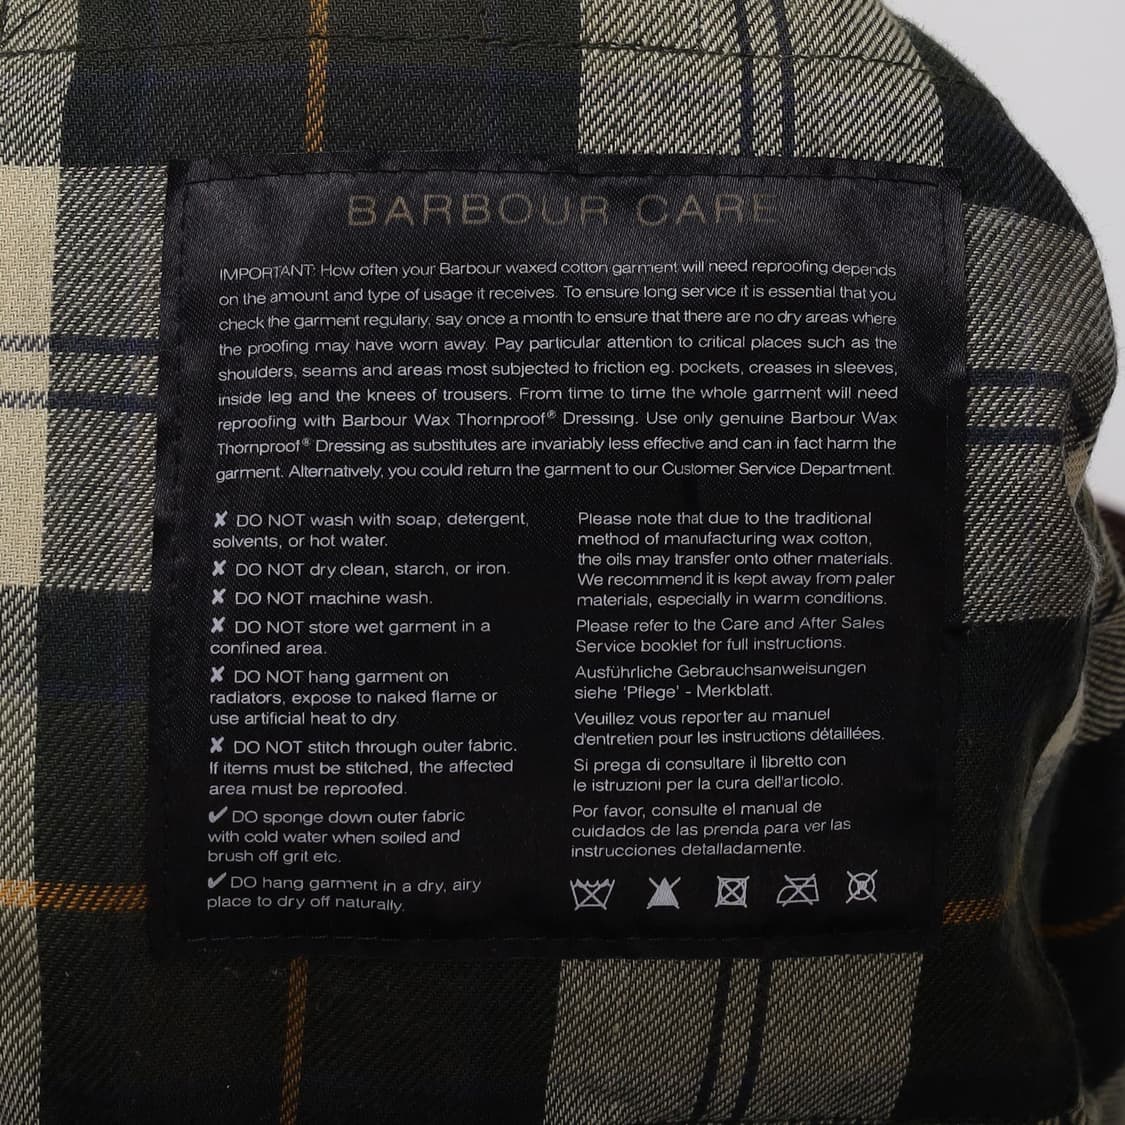 BARBOUR CARE
IMPORTANT: How often your Barbour waxed cotton garment will need reproofing depends
on the amount and type of usage it receives. To ensure long service it is essential that you
check the garment regularly, say once a month to ensure that there are no dry areas where
the proofing may have worn away. Pay particular attention to critical places such as the
shoulders, seams and areas most subjected to friction eg. pockets, creases in sleeves,
inside leg and the knees of trousers. From time to time the whole garment will need
reproofing with Barbour Wax Thornproof® Dressing. Use only genuine Barbour Wax
Thornproof® Dressing as substitutes are invariably less effective and can in fact harm the
garment. Alternatively, you could return the garment to our Customer Service Department.
✘ DO NOT wash with soap, detergent,
solvents, or hot water.
✘ DO NOT dry clean, starch, or iron.
✘ DO NOT machine wash.
✘ DO NOT store wet garment in a
confined area.
✘ DO NOT hang garment on
radiators, expose to naked flame or
use artificial heat to dry.
✘ DO NOT stitch through outer fabric.
If items must be stitched, the affected
area must be reproofed.
✔ DO sponge down outer fabric
with cold water when soiled and
brush off grit etc.
✔ DO hang garment in a dry, airy
place to dry off naturally.
Please note that due to the traditional
method of manufacturing wax cotton,
the oils may transfer onto other materials.
We recommend it is kept away from paler
materials, especially in warm conditions.
Please refer to the Care and After Sales
Service booklet for full instructions.
Ausführliche Gebrauchsanweisungen
siehe 'Pflege' - Merkblatt.
Veuillez vous reporter au manuel
d'entretien pour les instructions détaillées.
Si prega di consultare il libretto con
le istruzioni per la cura dell'articolo.
Por favor, consulte el manual de
cuidados de las prenda para ver las
instrucciones detalladamente.